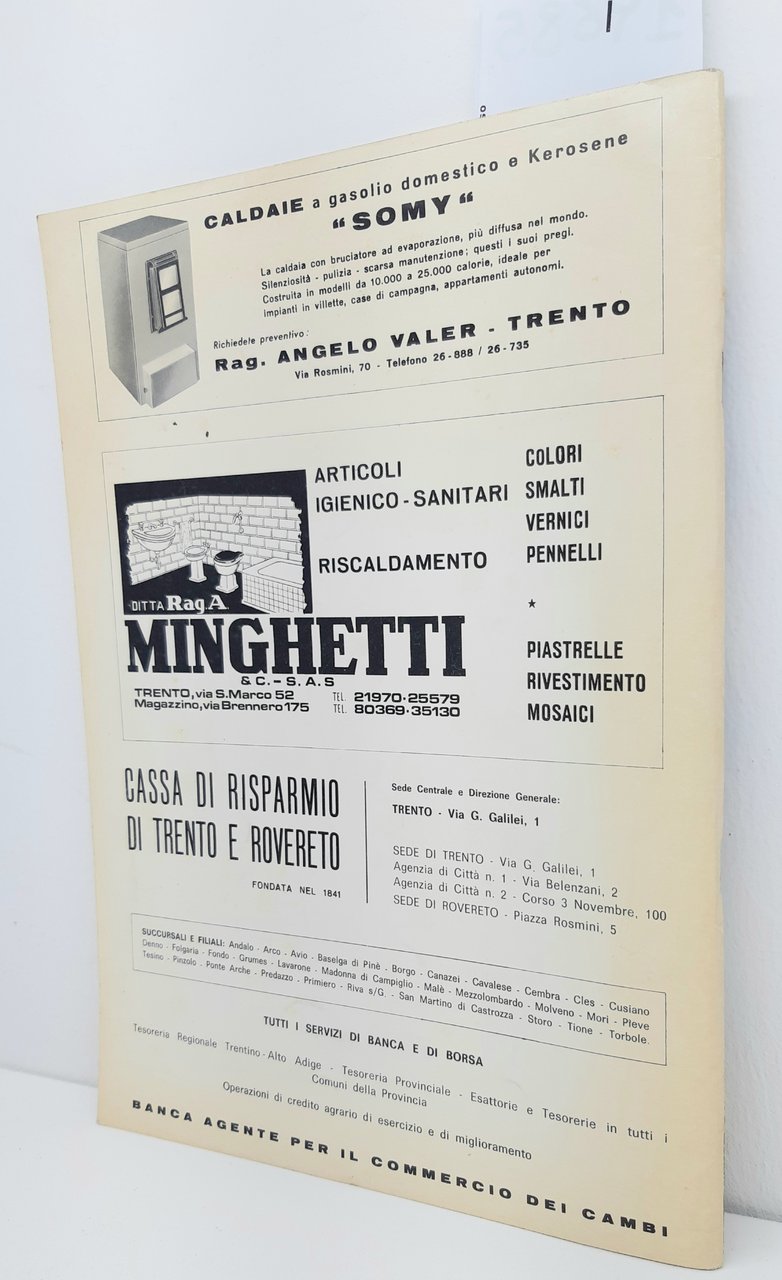 CALDAIE a gasolio domestico e Kerosene
“SOMY“
La caldaia con bruciatore ad evaporazione, più diffusa nel mondo.
Silenziosità - pulizia - scarsa manutenzione; questi i suoi pregi.
Costruita in modelli da 10.000 a 25.000 calorie, ideale per
impianti in villette, case di campagna, appartamenti autonomi.
Richiedete preventivo:
Rag. ANGELO VALER - TRENTO
Via Rosmini, 70 - Telefono 26-888 / 26-735
ARTICOLI
IGIENICO-SANITARI
RISCALDAMENTO
COLORI
SMALTI
VERNICI
PENNELLI
★
PIASTRELLE
RIVESTIMENTO
MOSAICI
DITTA Rag.A.
MINGHETTI
& C.-S.A.S
TRENTO, via S.Marco 52 TEL. 21970·25579
Magazzino, via Brennero 175 TEL. 80369·35130
CASSA DI RISPARMIO
DI TRENTO E ROVERETO
FONDATA NEL 1841
Sede Centrale e Direzione Generale:
TRENTO - Via G. Galilei, 1
SEDE DI TRENTO - Via G. Galilei, 1
Agenzia di Città n. 1 - Via Belenzani, 2
Agenzia di Città n. 2 - Corso 3 Novembre, 100
SEDE DI ROVERETO - Piazza Rosmini, 5
SUCCURSALI E FILIALI: Andalo - Arco - Avio - Baselga di Pinè - Borgo - Canazei - Cavalese - Cembra - Cles - Cusiano
Denno - Folgaria - Fondo - Grumes - Lavarone - Madonna di Campiglio - Malè - Mezzolombardo - Molveno - Mori - Pieve
Tesino - Pinzolo - Ponte Arche - Predazzo - Primiero - Riva s/G. - San Martino di Castrozza - Storo - Tione - Torbole.
TUTTI I SERVIZI DI BANCA E DI BORSA
Tesoreria Regionale Trentino-Alto Adige - Tesoreria Provinciale - Esattorie e Tesorerie in tutti i
Comuni della Provincia
Operazioni di credito agrario di esercizio e di miglioramento
BANCA AGENTE PER IL COMMERCIO DEI CAMBI